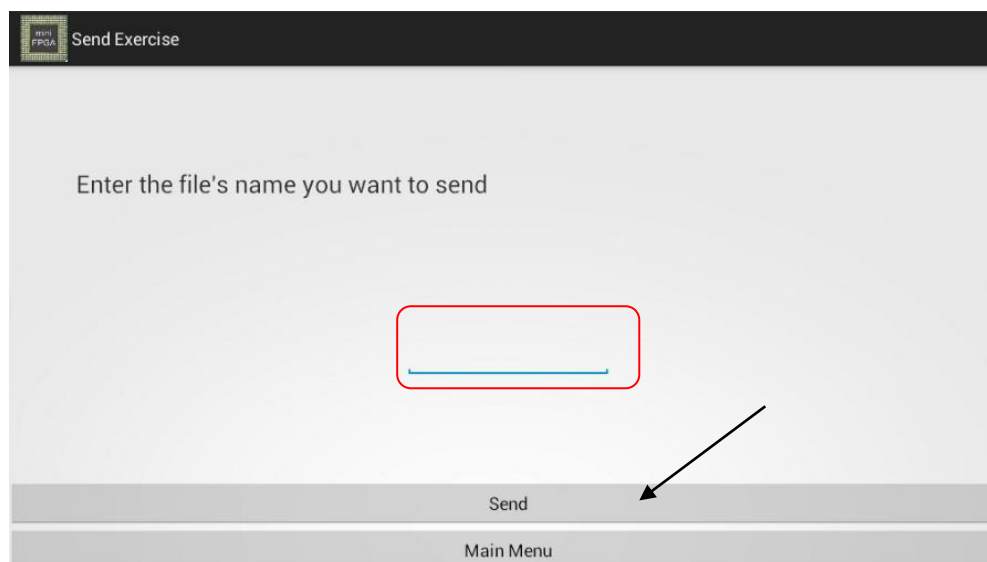 mini
FPGA
Send Exercise
Enter the file's name you want to send
Send
Main Menu